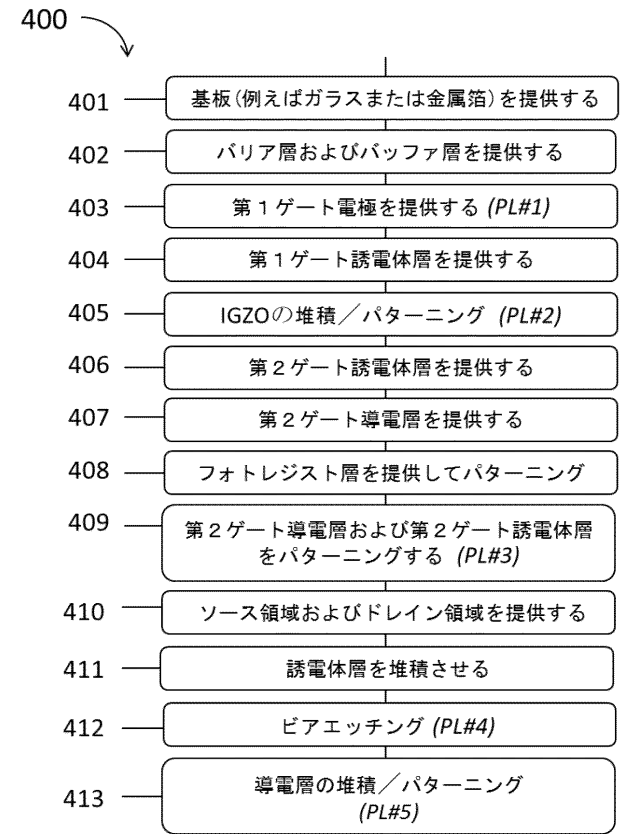 400
401 基板(例えばガラスまたは金属箔)を提供する
402 バリア層およびバッファ層を提供する
403 第1ゲート電極を提供する (PL#1)
404 第1ゲート誘電体層を提供する
405 IGZOの堆積／パターニング (PL#2)
406 第2ゲート誘電体層を提供する
407 第2ゲート導電層を提供する
408 フォトレジスト層を提供してパターニング
409 第2ゲート導電層および第2ゲート誘電体層
をパターニングする (PL#3)
410 ソース領域およびドレイン領域を提供する
411 誘電体層を堆積させる
412 ビアエッチング (PL#4)
413 導電層の堆積／パターニング
(PL#5)